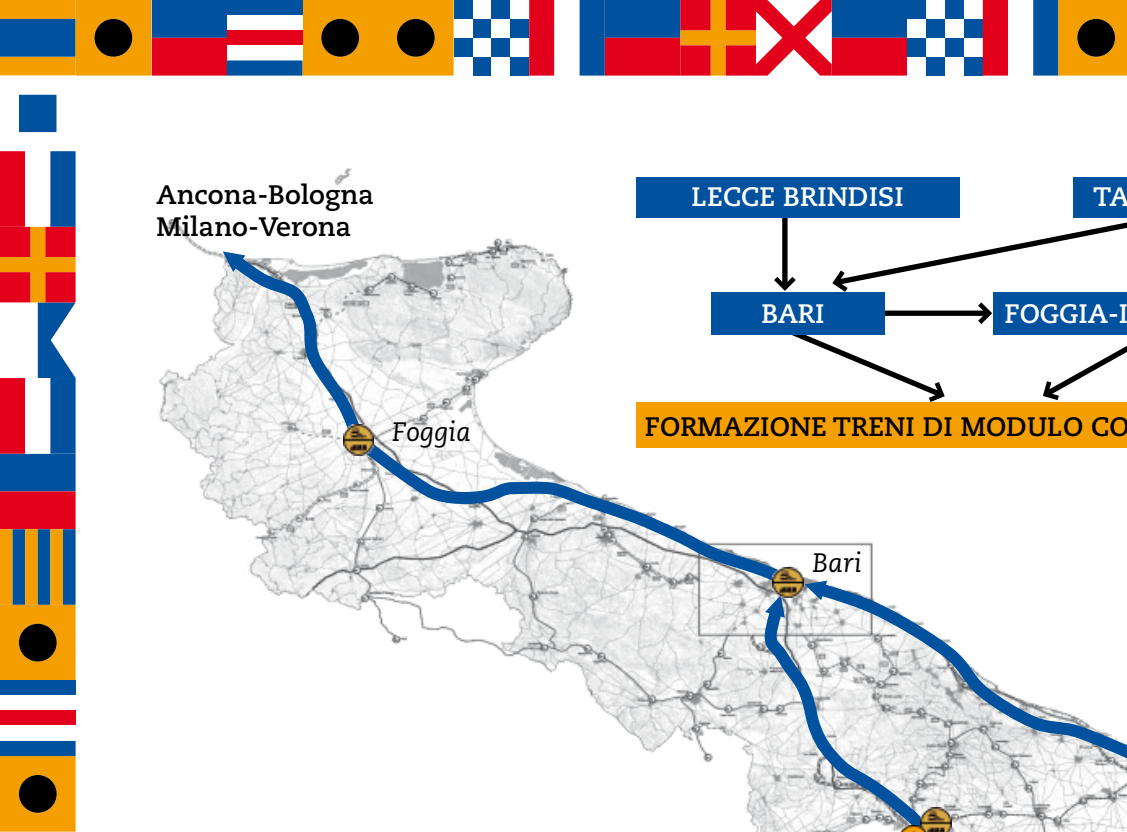 Ancona-Bologna
Milano-Verona
LECCE BRINDISI
TA
BARI
FOGGIA-I
FORMAZIONE TRENI DI MODULO CO
Foggia
Bari